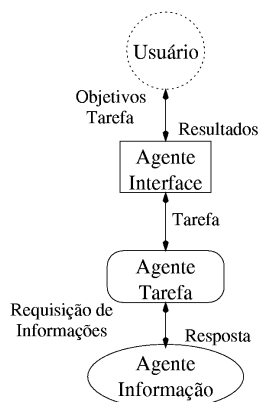 Usuário
Objetivos
Tarefa
Resultados
Agente
Interface
Tarefa
Agente
Tarefa
Requisição de
Informações
Resposta
Agente
Informação